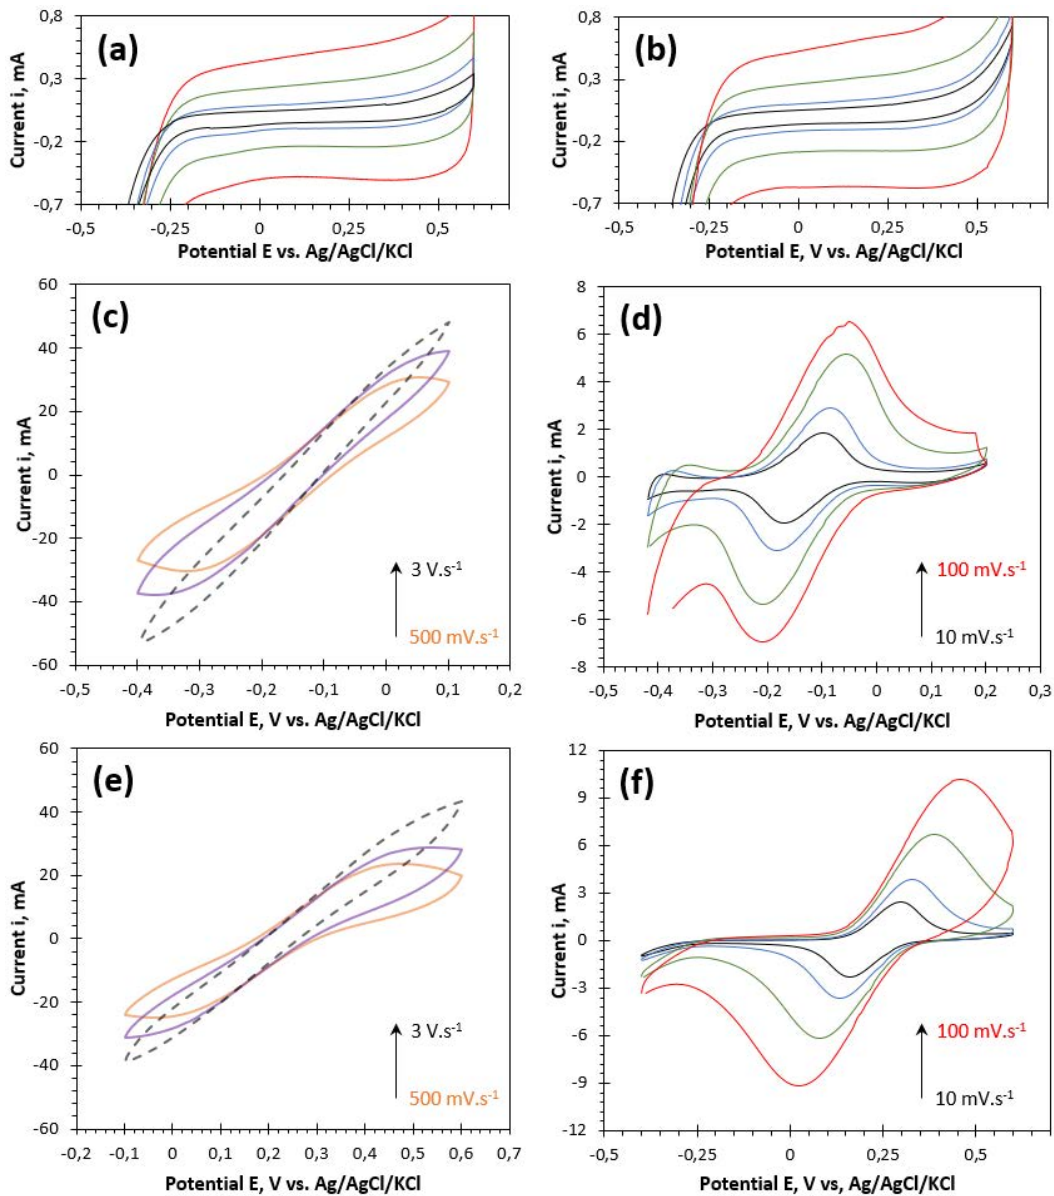 (a)
Current i, mA
0,8
0,3
-0,2
-0,7
-0,5 -0,25 0 0,25 0,5
Potential E vs. Ag/AgCl/KCl
(b)
Current i, mA
0,8
0,3
-0,2
-0,7
-0,5 -0,25 0 0,25 0,5
Potential E, V vs. Ag/AgCl/KCl
(c)
Current i, mA
60
40
20
0
-20
-40
-60
3 V.s-1
500 mV.s-1
-0,5 -0,4 -0,3 -0,2 -0,1 0 0,1 0,2
Potential E, V vs. Ag/AgCl/KCl
(d)
Current i, mA
8
6
4
2
0
-2
-4
-6
-8
100 mV.s-1
10 mV.s-1
-0,5 -0,4 -0,3 -0,2 -0,1 0 0,1 0,2 0,3
Potential E, V vs. Ag/AgCl/KCl
(e)
Current i, mA
60
40
20
0
-20
-40
-60
3 V.s-1
500 mV.s-1
-0,2 -0,1 0 0,1 0,2 0,3 0,4 0,5 0,6 0,7
Potential E, V vs. Ag/AgCl/KCl
(f)
Current i, mA
12
9
6
3
0
-3
-6
-9
-12
100 mV.s-1
10 mV.s-1
-0,5 -0,25 0 0,25 0,5
Potential E, V vs, Ag/AgCl/KCl